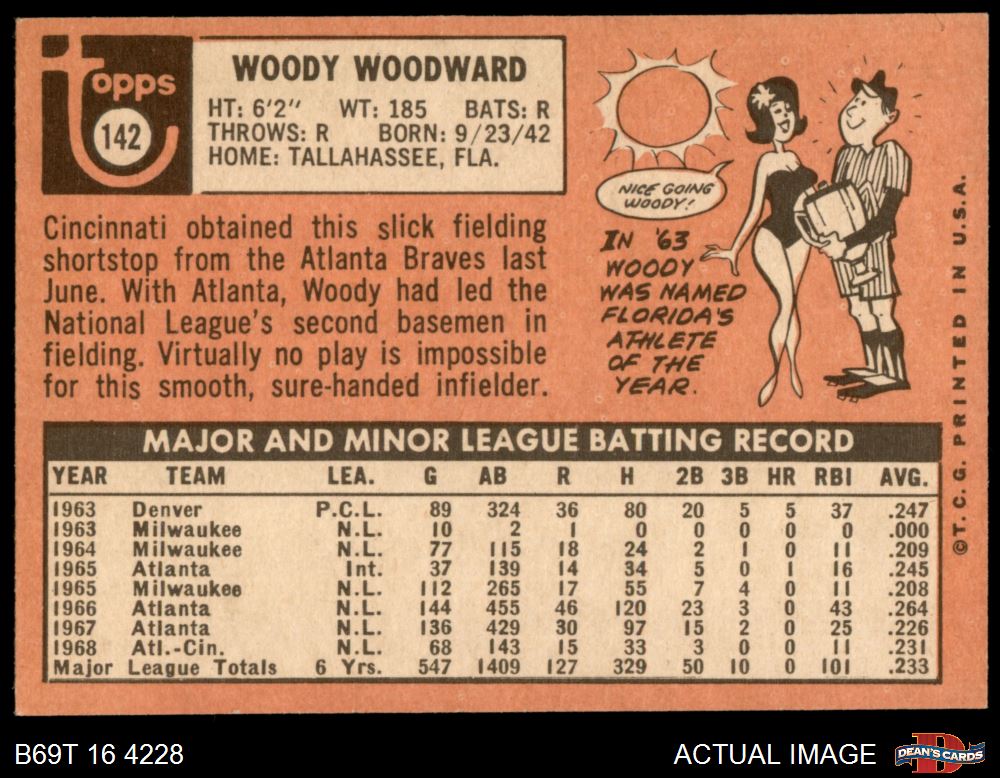 Topps
142
WOODY WOODWARD
HT: 6'2" WT: 185 BATS: R
THROWS: R BORN: 9/23/42
HOME: TALLAHASSEE, FLA.
Cincinnati obtained this slick fielding
shortstop from the Atlanta Braves last
June. With Atlanta, Woody had led the
National League's second basemen in
fielding. Virtually no play is impossible
for this smooth, sure-handed infielder.
NICE GOING
WOODY!
IN '63
WOODY
WAS NAMED
FLORIDA'S
ATHLETE
OF THE
YEAR.
MAJOR AND MINOR LEAGUE BATTING RECORD
YEAR TEAM LEA. G AB R H 2B 3B HR RBI AVG.
1963 Denver P.C.L. 89 324 36 80 20 5 5 37 .247
1963 Milwaukee N.L. 10 2 1 0 0 0 0 0 .000
1964 Milwaukee N.L. 77 115 18 24 2 1 0 11 .209
1965 Atlanta Int. 37 139 14 34 5 0 1 16 .245
1965 Milwaukee N.L. 112 265 17 55 7 4 0 11 .208
1966 Atlanta N.L. 144 455 46 120 23 3 0 43 .264
1967 Atlanta N.L. 136 429 30 97 15 2 0 25 .226
1968 Atl.-Cin. N.L. 68 143 15 33 3 0 0 11 .231
Major League Totals 6 Yrs. 547 1409 127 329 50 10 0 101 .233
©T.C.G. PRINTED IN U.S.A.
B69T 16 4228
ACTUAL IMAGE
DEAN'S CARDS